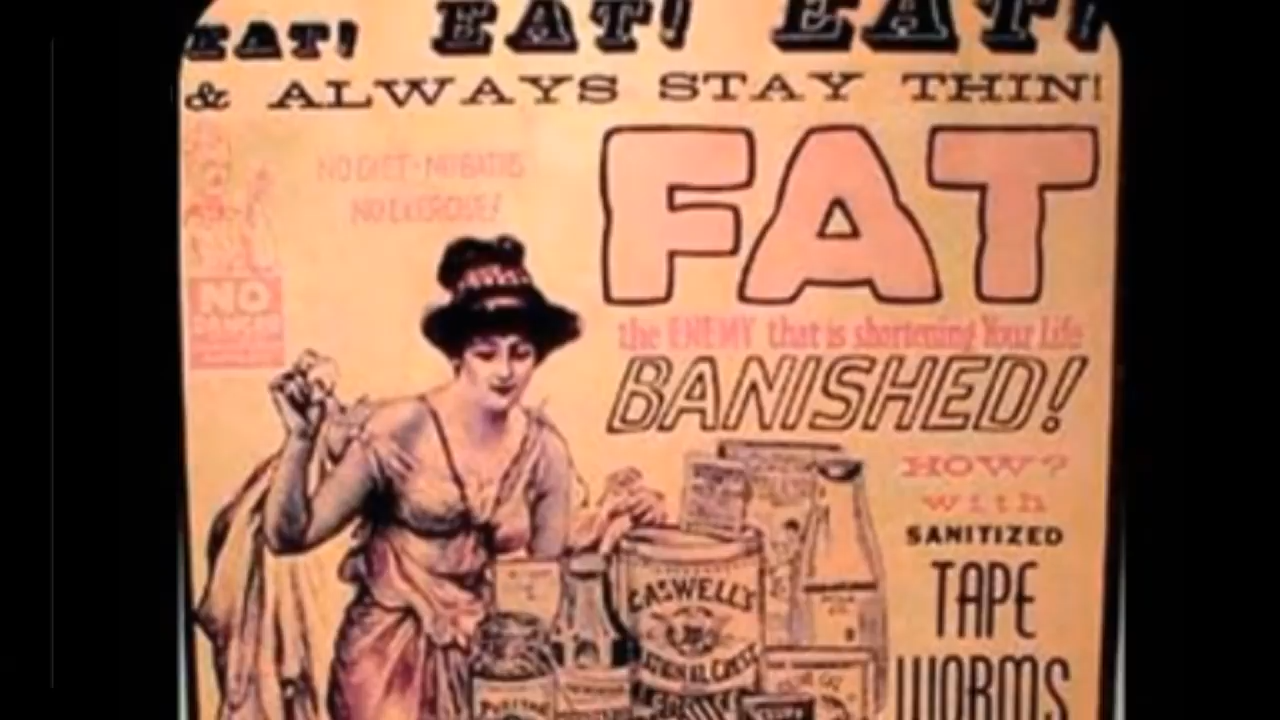 EAT! EAT! EAT!
& ALWAYS STAY THIN!
NO DIET • NO BATHS
NO EXERCISE!
FAT
the ENEMY that is shortening Your Life
BANISHED!
HOW?
with
SANITIZED
TAPE
WORMS
NO
DANGER
CASWELL'S